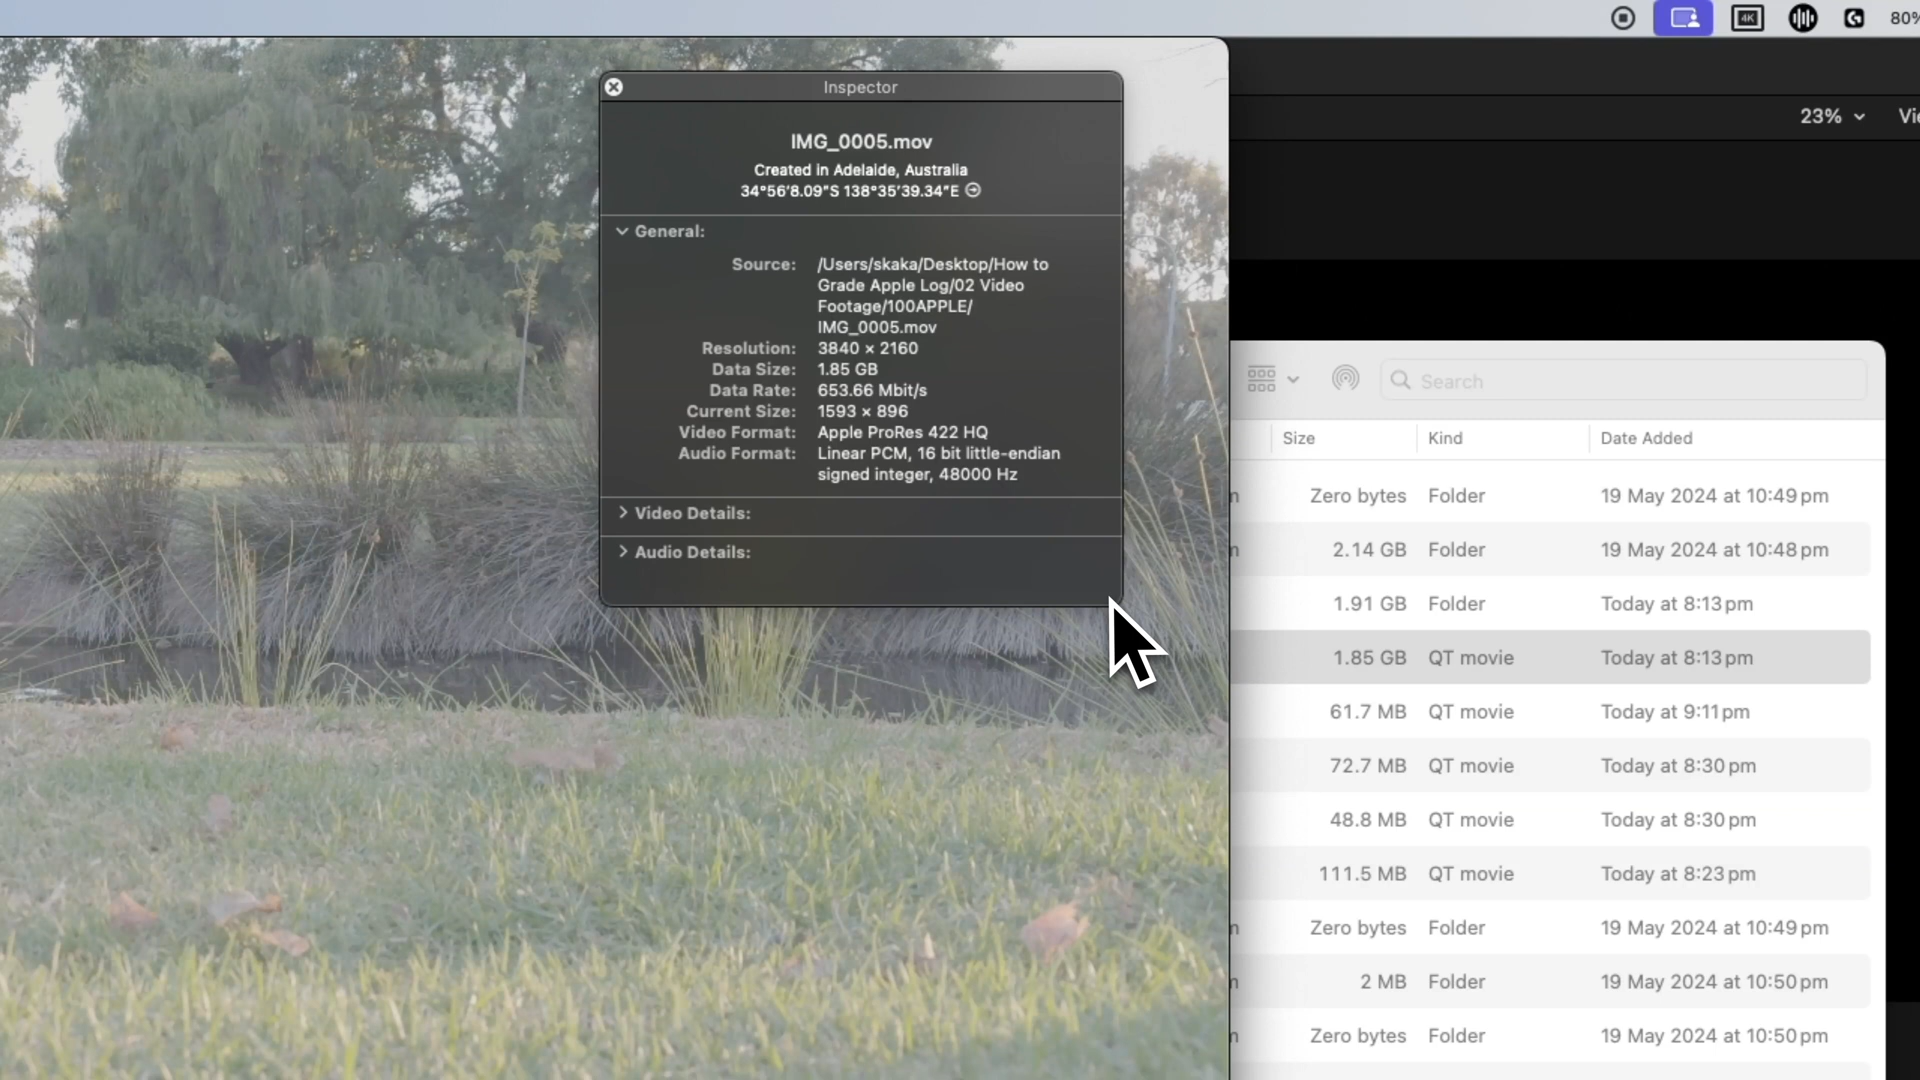 4K
80%
23%
Inspector
IMG_0005.mov
Created in Adelaide, Australia
34°56'8.09"S 138°35'39.34"E
General:
Source: /Users/skaka/Desktop/How to
Grade Apple Log/02 Video
Footage/100APPLE/
IMG_0005.mov
Resolution: 3840 × 2160
Data Size: 1.85 GB
Data Rate: 653.66 Mbit/s
Current Size: 1593 × 896
Video Format: Apple ProRes 422 HQ
Audio Format: Linear PCM, 16 bit little-endian
signed integer, 48000 Hz
Video Details:
Audio Details:
Search
Size Kind Date Added
Zero bytes Folder 19 May 2024 at 10:49 pm
2.14 GB Folder 19 May 2024 at 10:48 pm
1.91 GB Folder Today at 8:13 pm
1.85 GB QT movie Today at 8:13 pm
61.7 MB QT movie Today at 9:11 pm
72.7 MB QT movie Today at 8:30 pm
48.8 MB QT movie Today at 8:30 pm
111.5 MB QT movie Today at 8:23 pm
Zero bytes Folder 19 May 2024 at 10:49 pm
2 MB Folder 19 May 2024 at 10:50 pm
Zero bytes Folder 19 May 2024 at 10:50 pm